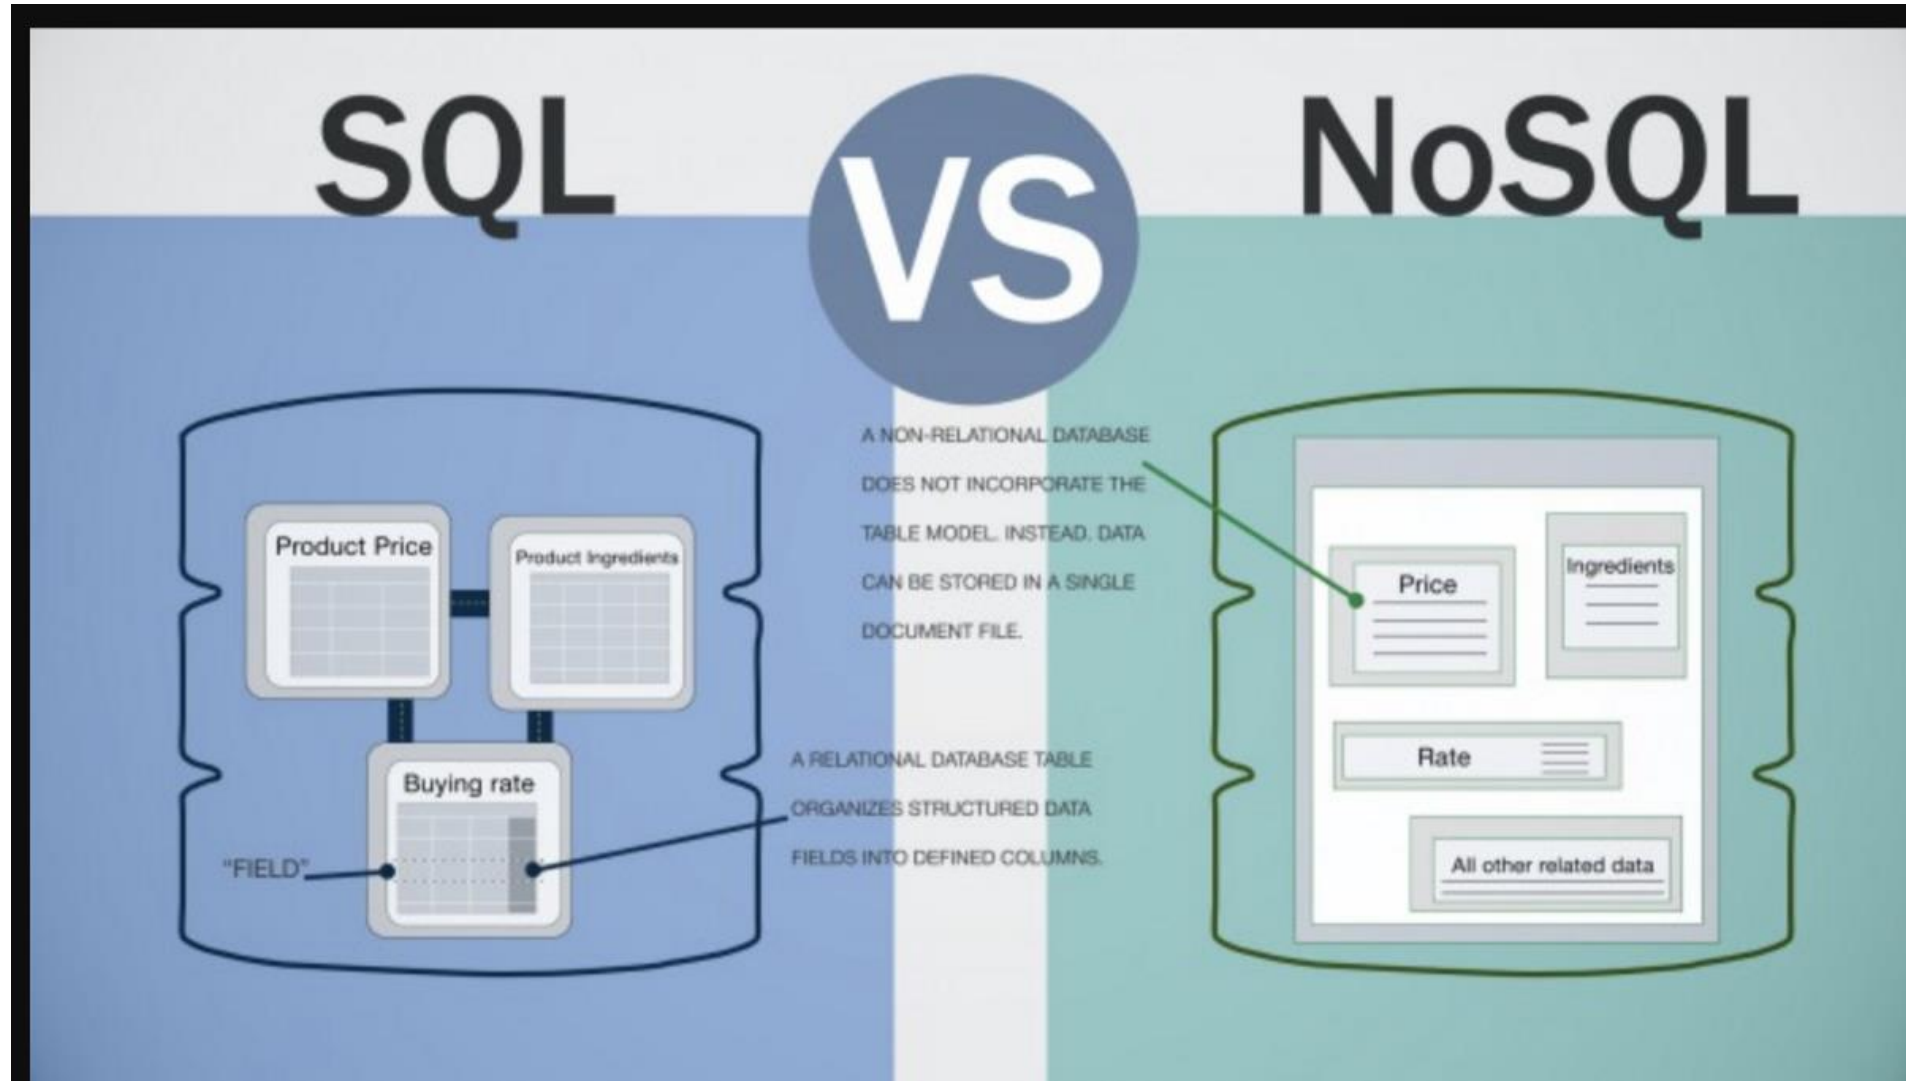 SQL
VS
NoSQL
A NON-RELATIONAL DATABASE
DOES NOT INCORPORATE THE
TABLE MODEL. INSTEAD. DATA
CAN BE STORED IN A SINGLE
DOCUMENT FILE.
Product Price
Product Ingredients
Buying rate
"FIELD"
A RELATIONAL DATABASE TABLE
ORGANIZES STRUCTURED DATA
FIELDS INTO DEFINED COLUMNS.
Price
Ingredients
Rate
All other related data